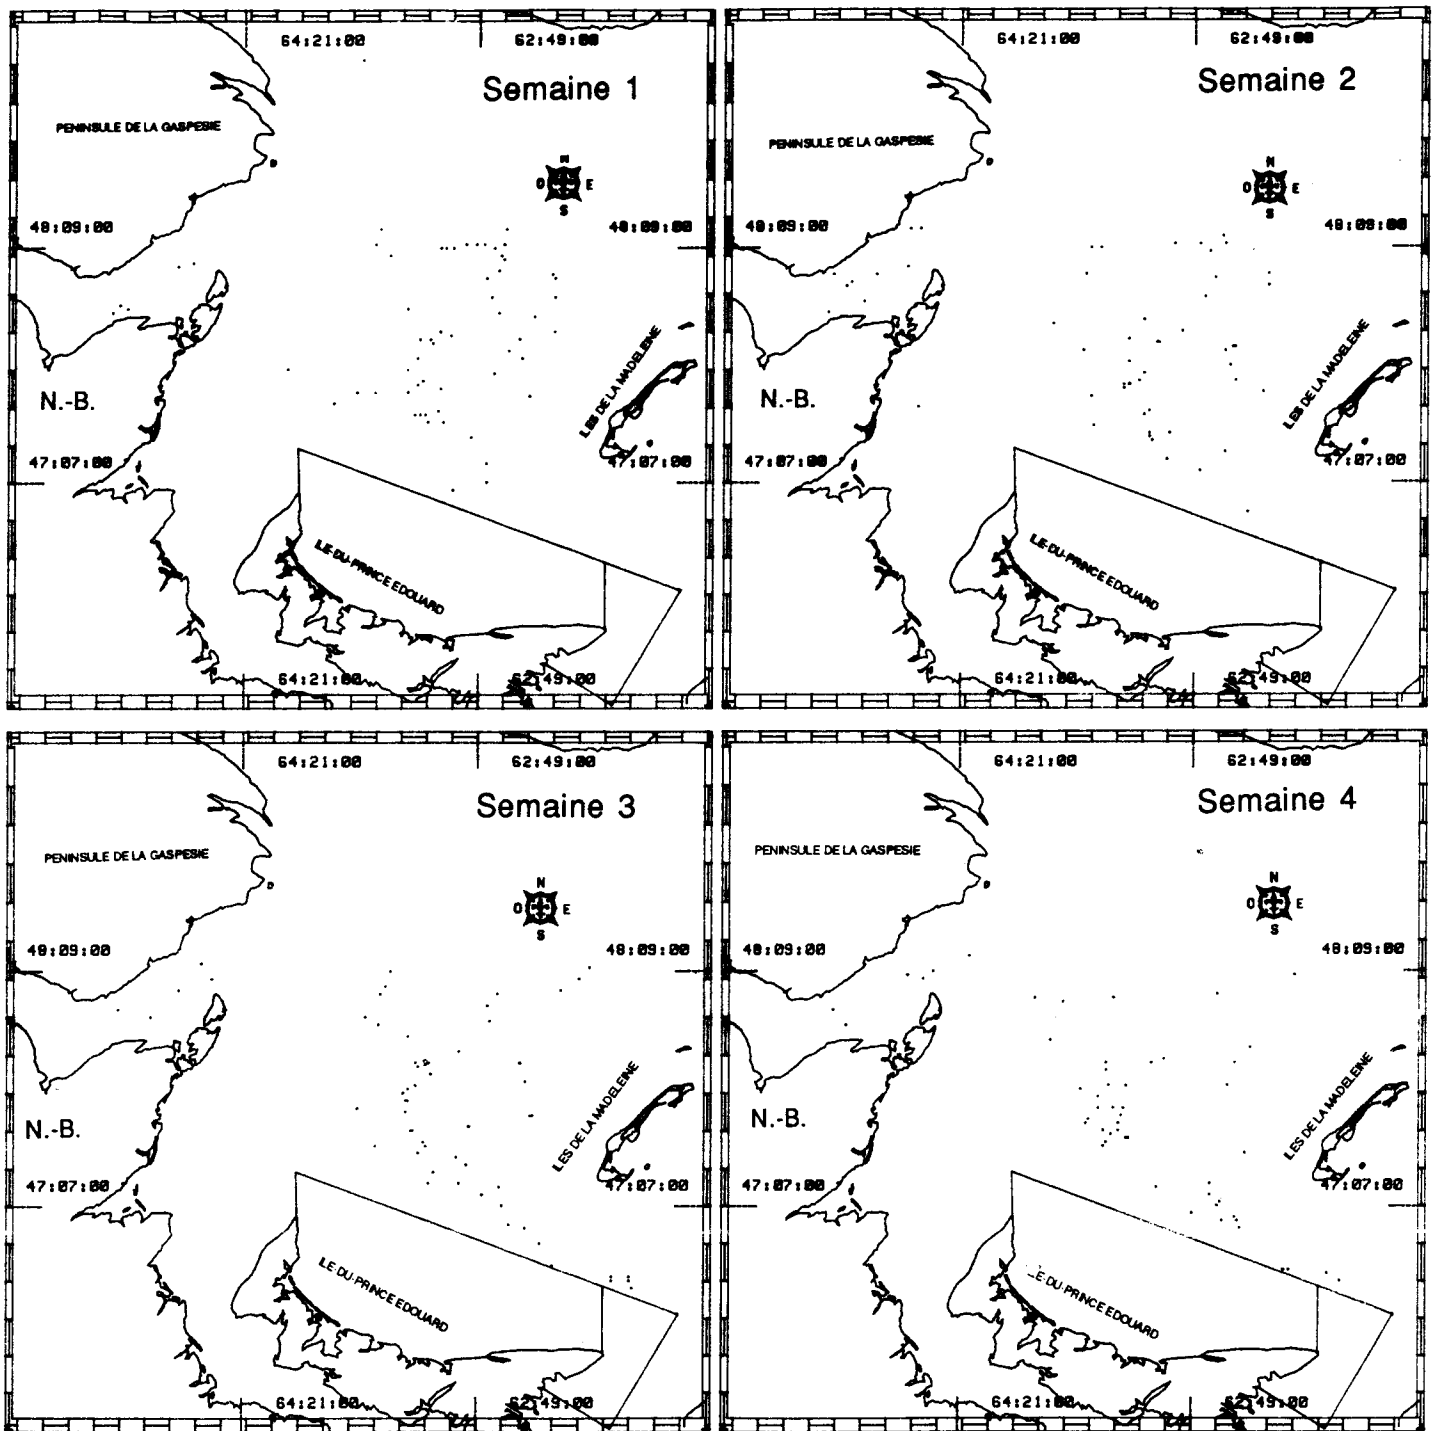 64:21:00 62:49:00
Semaine 1
PENINSULE DE LA GASPESIE
N
O E
S
48:09:00 48:09:00
ILES DE LA MADELEINE
N.-B.
47:07:00 47:07:00
ILE-DU-PRINCE EDOUARD
64:21:00 62:49:00
64:21:00 62:49:00
Semaine 2
PENINSULE DE LA GASPESIE
N
O E
S
48:09:00 48:09:00
ILES DE LA MADELEINE
N.-B.
47:07:00 47:07:00
ILE-DU-PRINCE EDOUARD
64:21:00 62:49:00
64:21:00 62:49:00
Semaine 3
PENINSULE DE LA GASPESIE
N
O E
S
48:09:00 48:09:00
ILES DE LA MADELEINE
N.-B.
47:07:00 47:07:00
ILE-DU-PRINCE EDOUARD
64:21:00 62:49:00
64:21:00 62:49:00
Semaine 4
PENINSULE DE LA GASPESIE
N
O E
S
48:09:00 48:09:00
ILES DE LA MADELEINE
N.-B.
47:07:00 47:07:00
LE-DU-PRINCE EDOUARD
64:21:00 62:49:00